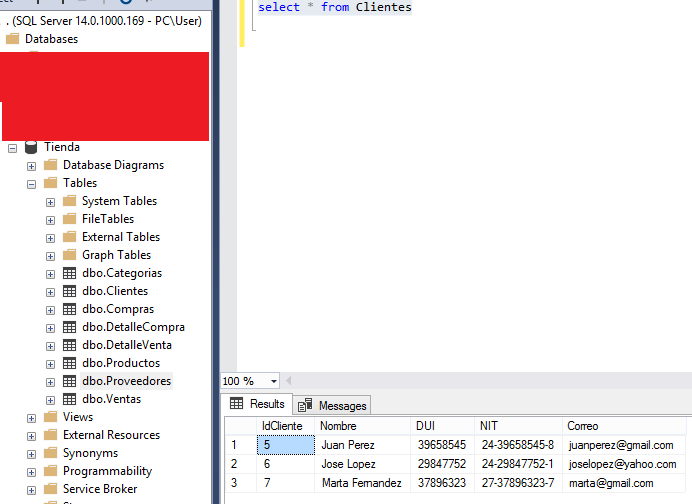 . (SQL Server 14.0.1000.169 - PC\User)
Databases
Tienda
Database Diagrams
Tables
System Tables
FileTables
External Tables
Graph Tables
dbo.Categorias
dbo.Clientes
dbo.Compras
dbo.DetalleCompra
dbo.DetalleVenta
dbo.Productos
dbo.Proveedores
dbo.Ventas
Views
External Resources
Synonyms
Programmability
Service Broker
select * from Clientes
100 %
Results Messages
IdCliente Nombre DUI NIT Correo
1 5 Juan Perez 39658545 24-39658545-8 juanperez@gmail.com
2 6 Jose Lopez 29847752 24-29847752-1 joselopez@yahoo.com
3 7 Marta Fernandez 37896323 27-37896323-7 marta@gmail.com